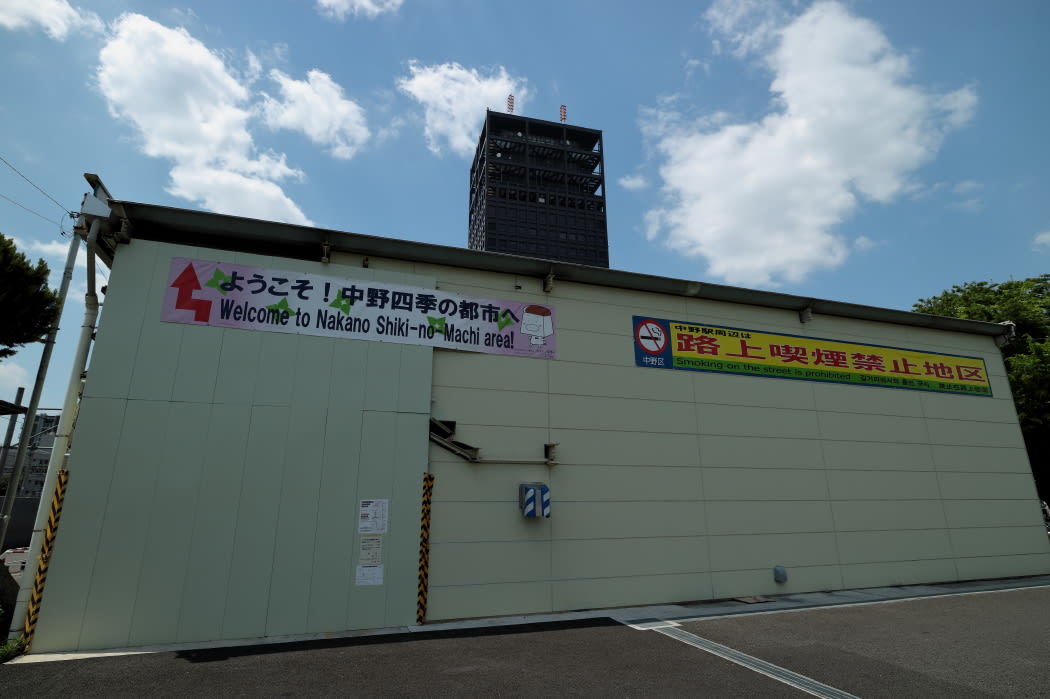 ようこそ!中野四季の都市へ
Welcome to Nakano Shiki-no-Machi area!
中野区
中野駅周辺は
路上喫煙禁止地区
Smoking on the street is prohibited